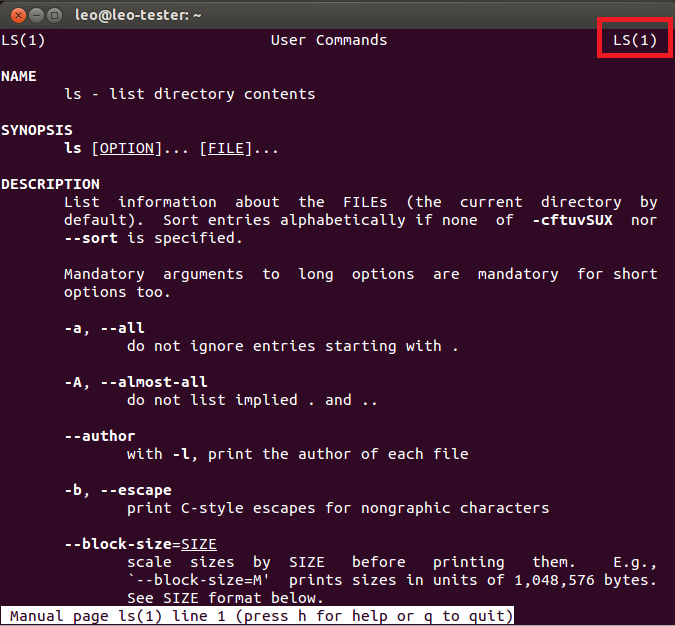 leo@leo-tester: ~
LS(1) User Commands LS(1)
NAME
ls - list directory contents
SYNOPSIS
ls [OPTION]... [FILE]...
DESCRIPTION
List information about the FILEs (the current directory by
default). Sort entries alphabetically if none of -cftuvSUX nor
--sort is specified.
Mandatory arguments to long options are mandatory for short
options too.
-a, --all
do not ignore entries starting with .
-A, --almost-all
do not list implied . and ..
--author
with -l, print the author of each file
-b, --escape
print C-style escapes for nongraphic characters
--block-size=SIZE
scale sizes by SIZE before printing them. E.g.,
`--block-size=M' prints sizes in units of 1,048,576 bytes.
See SIZE format below.
Manual page ls(1) line 1 (press h for help or q to quit)